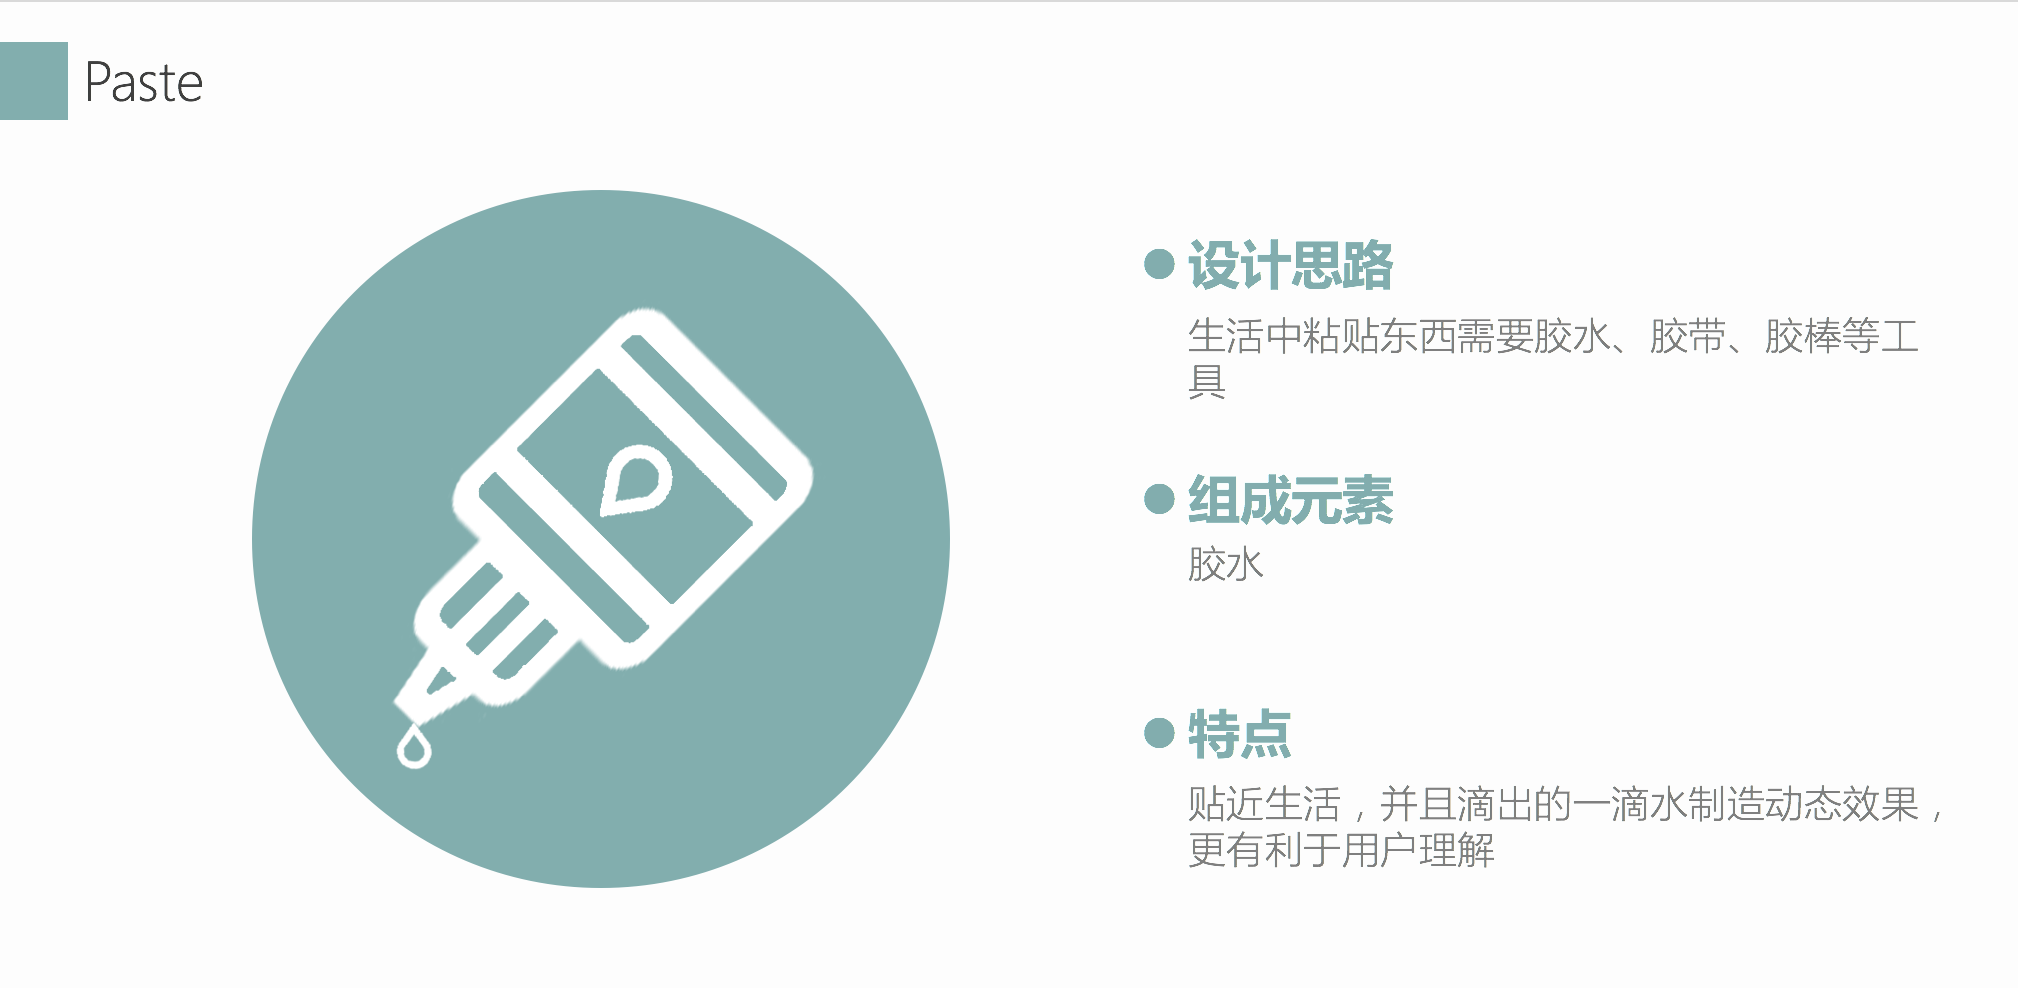 Paste
设计思路
生活中粘贴东西需要胶水、胶带、胶棒等工
具
组成元素
胶水
特点
贴近生活，并且滴出的一滴水制造动态效果，
更有利于用户理解